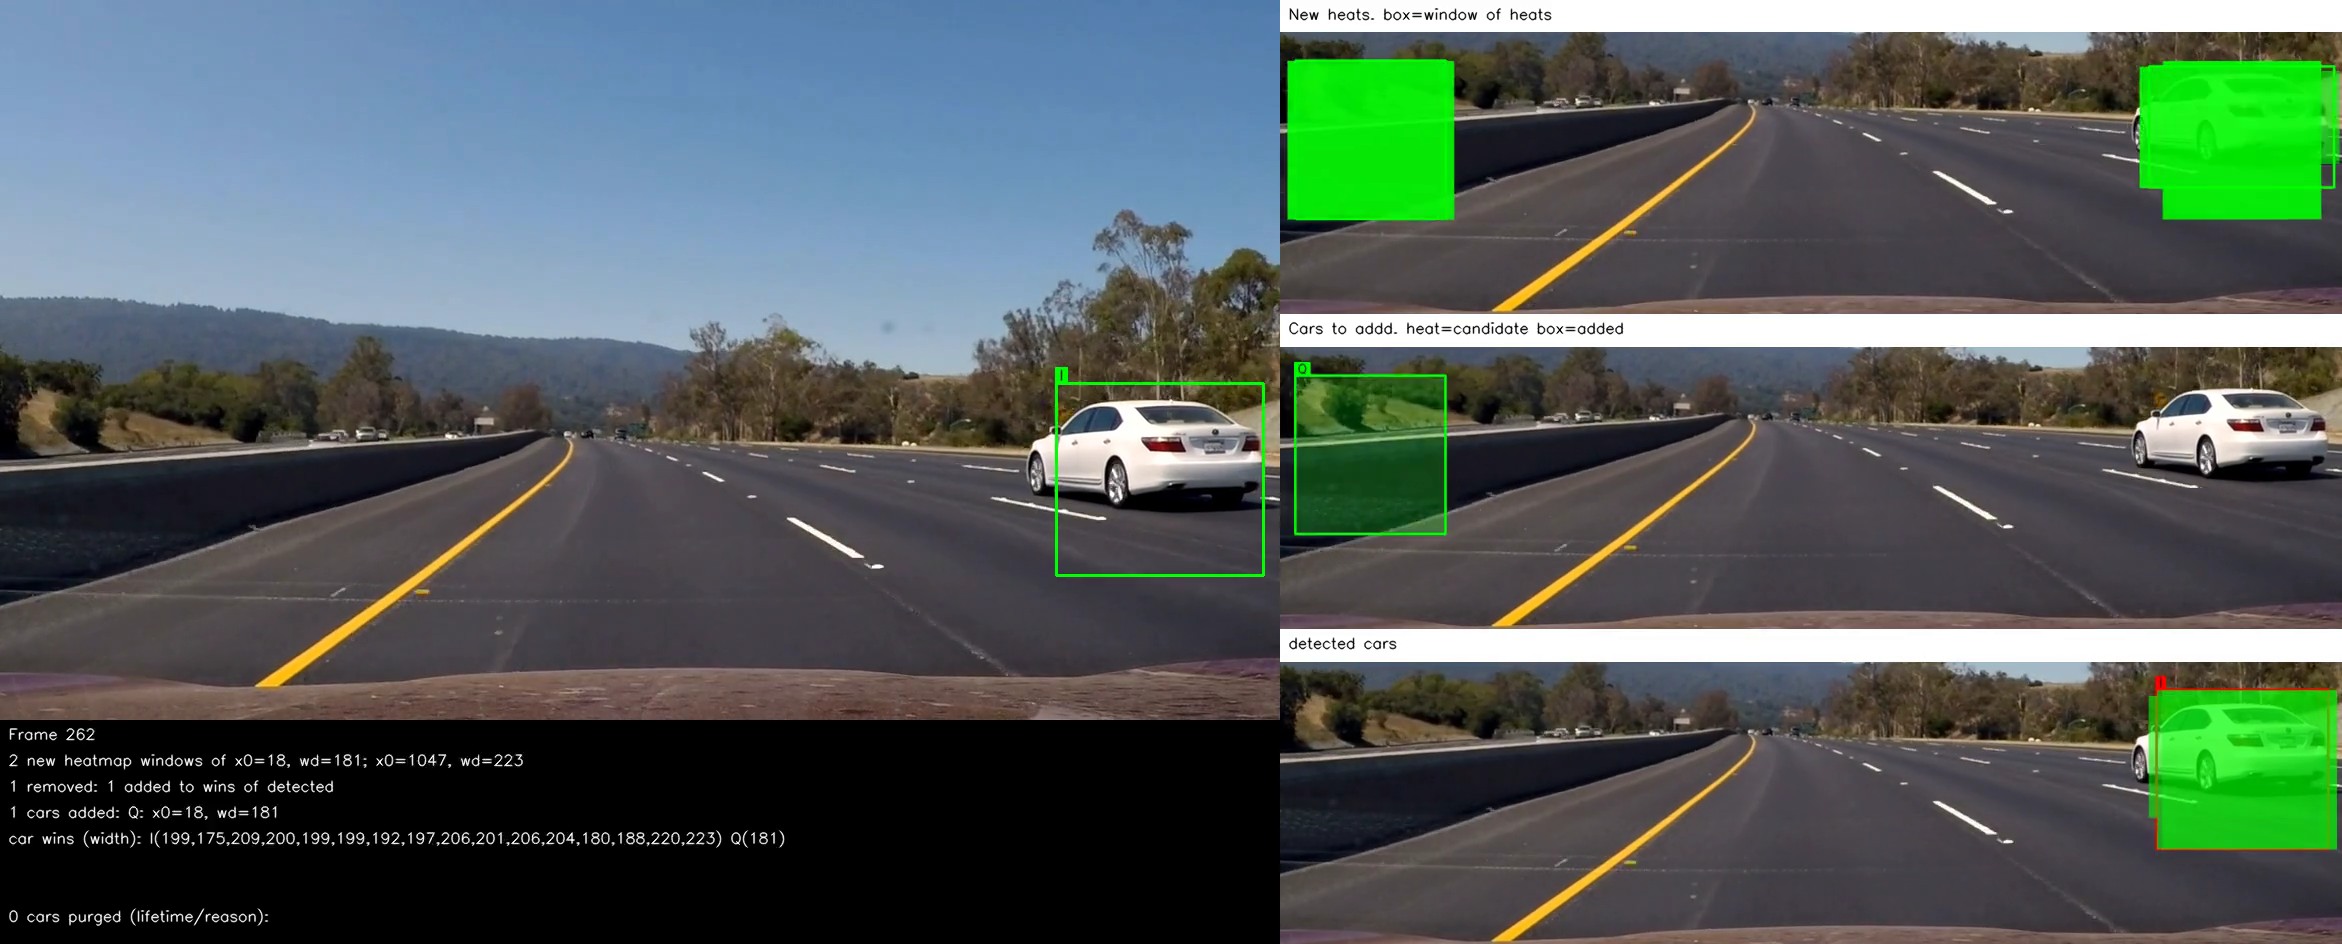 New heats. box=window of heats
I
Cars to addd. heat=candidate box=added
Q
detected cars
I
Frame 262
2 new heatmap windows of x0=18, wd=181; x0=1047, wd=223
1 removed: 1 added to wins of detected
1 cars added: Q: x0=18, wd=181
car wins (width): I(199,175,209,200,199,199,192,197,206,201,206,204,180,188,220,223) Q(181)
0 cars purged (lifetime/reason):